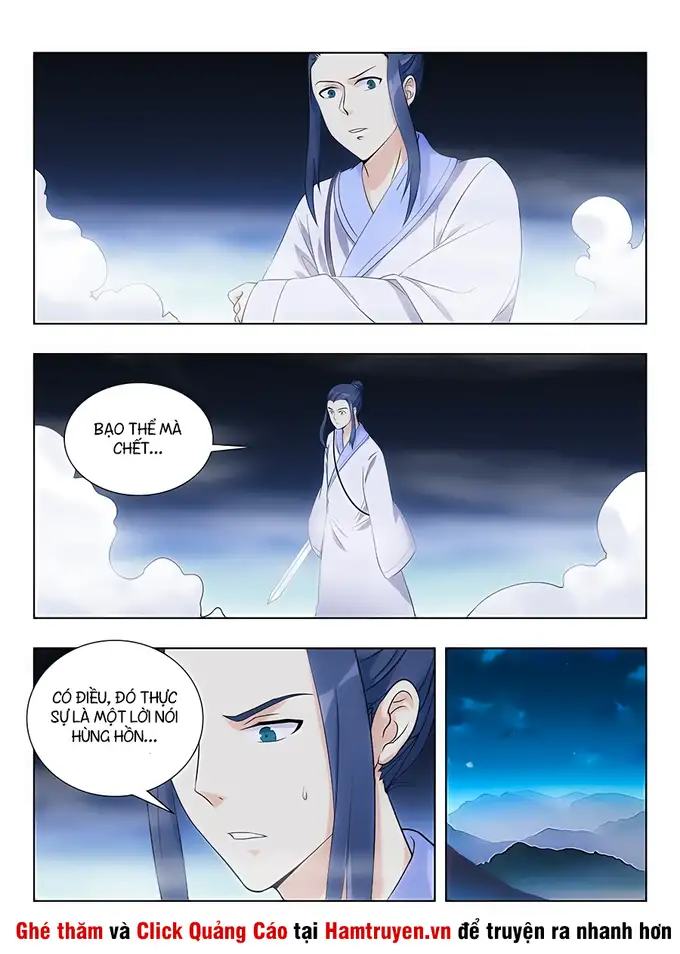 BẠO THỂ MÀ
CHẾT...
CÓ ĐIỀU, ĐÓ THỰC
SỰ LÀ MỘT LỜI NÓI
HÙNG HỒN...
Ghé thăm và Click Quảng Cáo tại Hamtruyen.vn để truyện ra nhanh hơn